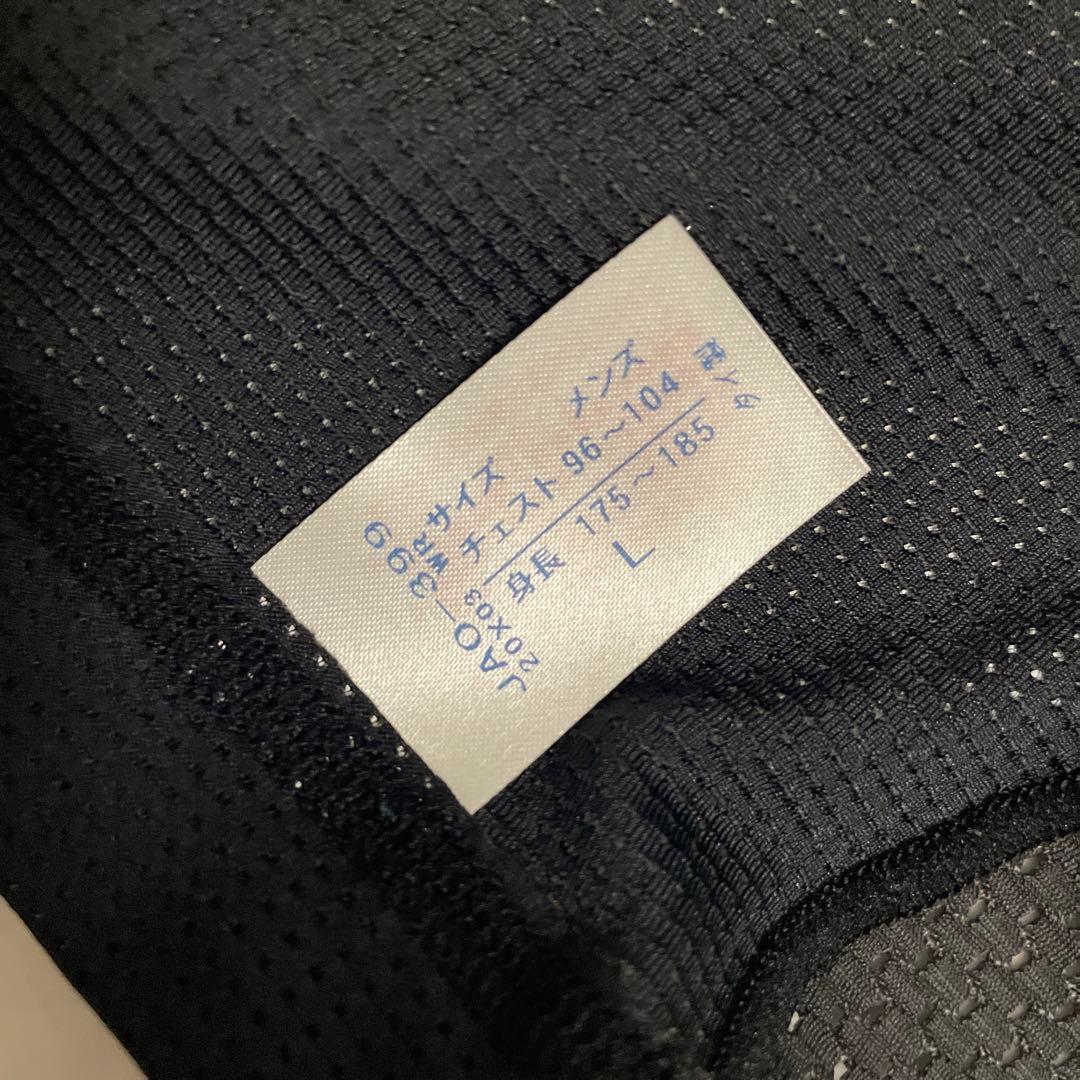 JAO-399
20X03 WR
サイズ メンズ
チェスト 96〜104
身長 175〜185
L